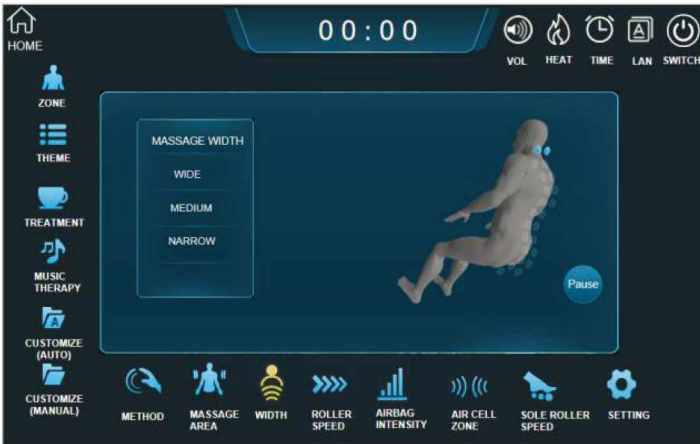 HOME
00:00
VOL
HEAT
TIME
LAN
SWITCH
ZONE
THEME
TREATMENT
MUSIC
THERAPY
CUSTOMIZE
(AUTO)
CUSTOMIZE
(MANUAL)
MASSAGE WIDTH
WIDE
MEDIUM
NARROW
Pause
METHOD
MASSAGE
AREA
WIDTH
ROLLER
SPEED
AIRBAG
INTENSITY
AIR CELL
ZONE
SOLE ROLLER
SPEED
SETTING